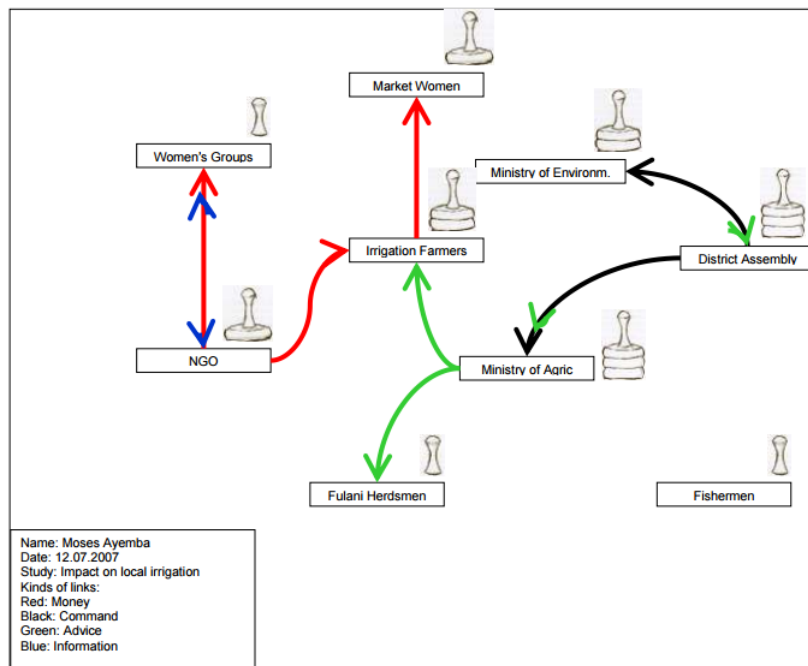 Market Women
Women's Groups
Ministry of Environm.
Irrigation Farmers
District Assembly
NGO
Ministry of Agric
Fulani Herdsmen
Fishermen
Name: Moses Ayemba
Date: 12.07.2007
Study: Impact on local irrigation
Kinds of links:
Red: Money
Black: Command
Green: Advice
Blue: Information